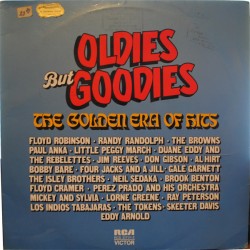 OLDIES
But GOODIES
THE GOLDEN ERA OF HITS
FLOYD ROBINSON - RANDY RANDOLPH - THE BROWNS
PAUL ANKA - LITTLE PEGGY MARCH - DUANE EDDY AND
THE REBELETTES - JIM REEVES - DON GIBSON - AL HIRT
BOBBY BARE - FOUR JACKS AND A JILL - GALE GARNETT
THE ISLEY BROTHERS - NEIL SEDAKA - BROOK BENTON
FLOYD CRAMER - PEREZ PRADO AND HIS ORCHESTRA
MICKEY AND SYLVIA - LORNE GREENE - RAY PETERSON
LOS INDIOS TABAJARAS - THE TOKENS - SKEETER DAVIS
EDDY ARNOLD
RCA
VICTOR